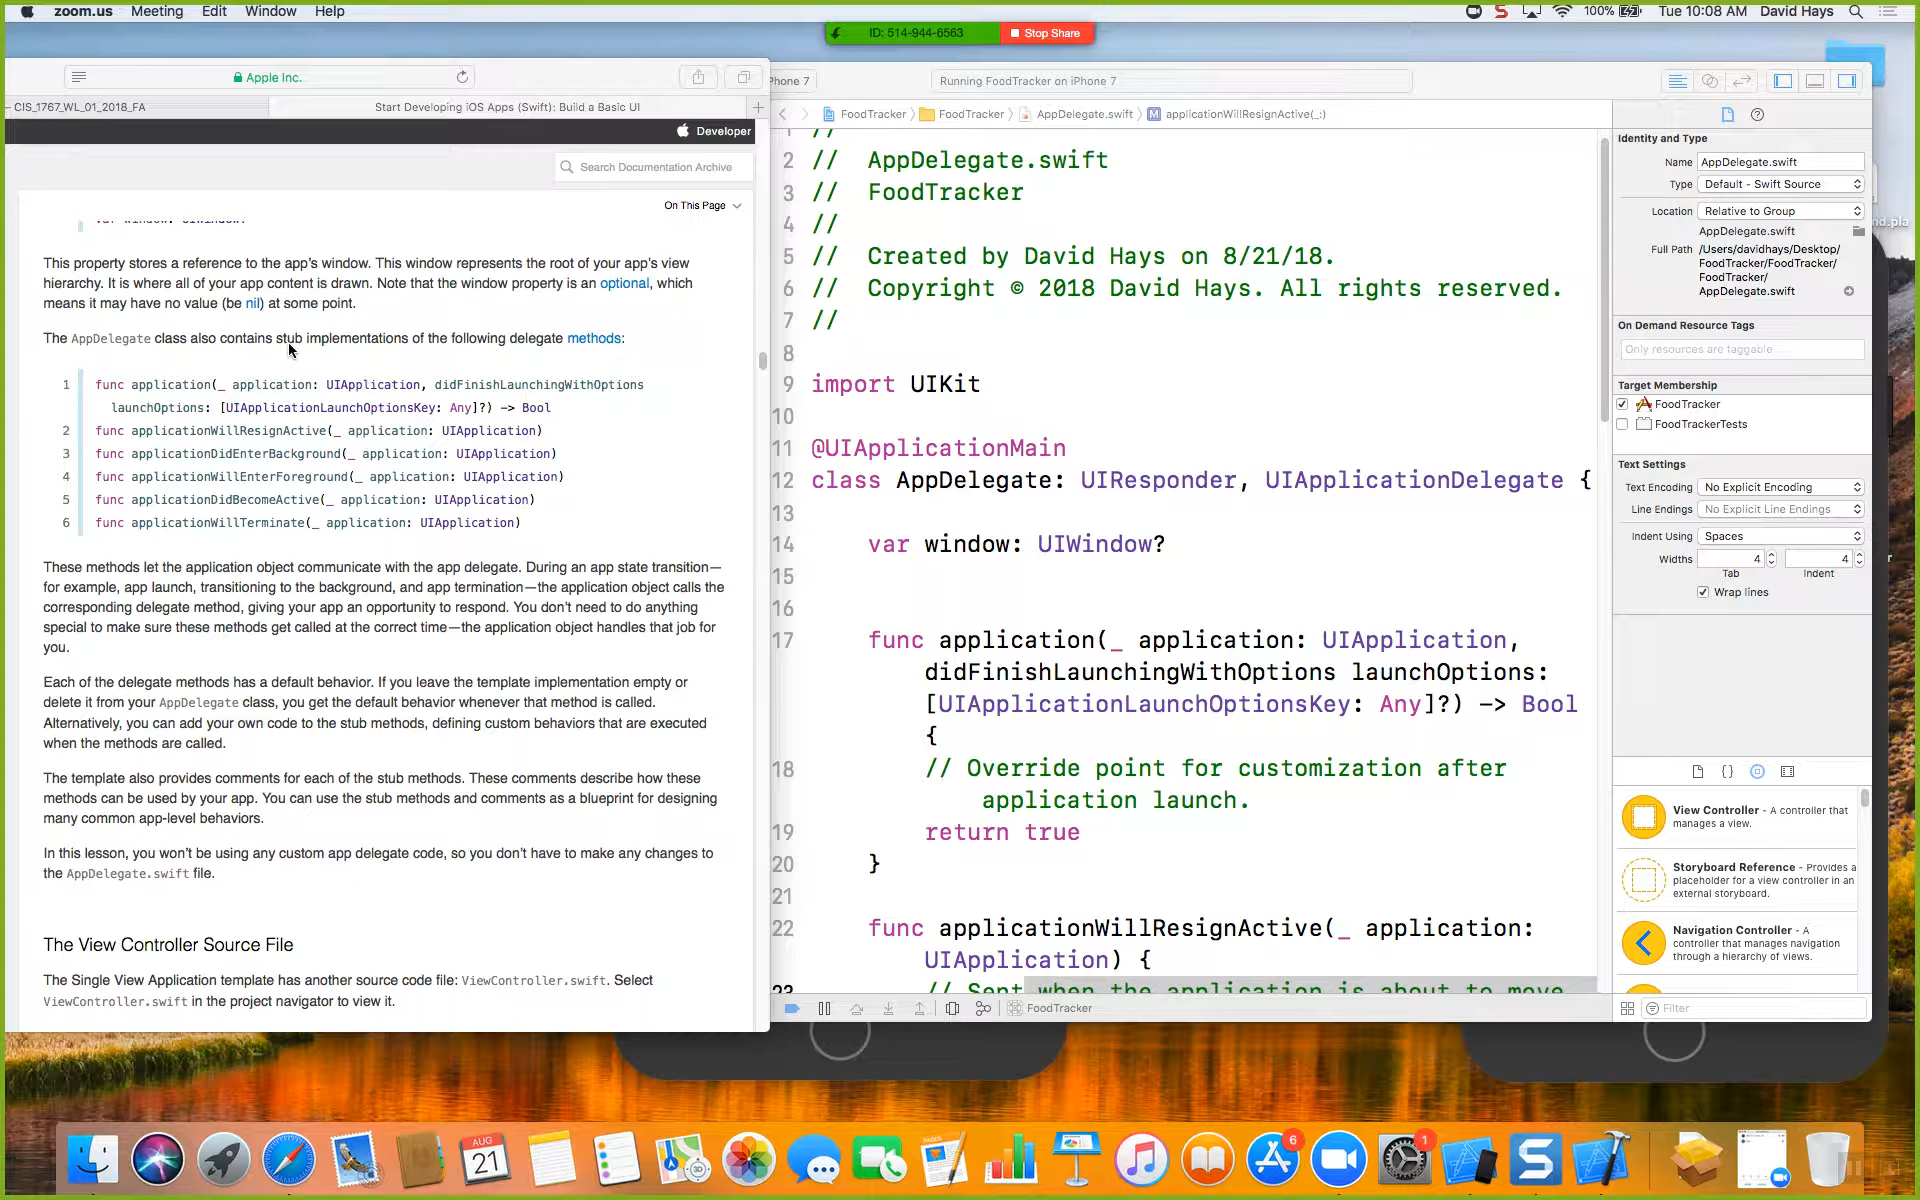 zoom.us Meeting Edit Window Help
100% Tue 10:08 AM David Hays
ID: 514-944-6563 Stop Share
Apple Inc.
CIS_1767_WL_01_2018_FA Start Developing iOS Apps (Swift): Build a Basic UI
Developer
Search Documentation Archive
On This Page
This property stores a reference to the app's window. This window represents the root of your app's view
hierarchy. It is where all of your app content is drawn. Note that the window property is an optional, which
means it may have no value (be nil) at some point.
The AppDelegate class also contains stub implementations of the following delegate methods:
1 func application(_ application: UIApplication, didFinishLaunchingWithOptions
launchOptions: [UIApplicationLaunchOptionsKey: Any]?) -> Bool
2 func applicationWillResignActive(_ application: UIApplication)
3 func applicationDidEnterBackground(_ application: UIApplication)
4 func applicationWillEnterForeground(_ application: UIApplication)
5 func applicationDidBecomeActive(_ application: UIApplication)
6 func applicationWillTerminate(_ application: UIApplication)
These methods let the application object communicate with the app delegate. During an app state transition—
for example, app launch, transitioning to the background, and app termination—the application object calls the
corresponding delegate method, giving your app an opportunity to respond. You don't need to do anything
special to make sure these methods get called at the correct time—the application object handles that job for
you.
Each of the delegate methods has a default behavior. If you leave the template implementation empty or
delete it from your AppDelegate class, you get the default behavior whenever that method is called.
Alternatively, you can add your own code to the stub methods, defining custom behaviors that are executed
when the methods are called.
The template also provides comments for each of the stub methods. These comments describe how these
methods can be used by your app. You can use the stub methods and comments as a blueprint for designing
many common app-level behaviors.
In this lesson, you won't be using any custom app delegate code, so you don't have to make any changes to
the AppDelegate.swift file.
The View Controller Source File
The Single View Application template has another source code file: ViewController.swift. Select
ViewController.swift in the project navigator to view it.
Phone 7 Running FoodTracker on iPhone 7
FoodTracker FoodTracker AppDelegate.swift M applicationWillResignActive(_:)
//
2 // AppDelegate.swift
3 // FoodTracker
4 //
5 // Created by David Hays on 8/21/18.
6 // Copyright © 2018 David Hays. All rights reserved.
7 //
8
9 import UIKit
10
11 @UIApplicationMain
12 class AppDelegate: UIResponder, UIApplicationDelegate {
13
14 var window: UIWindow?
15
16
17 func application(_ application: UIApplication,
didFinishLaunchingWithOptions launchOptions:
[UIApplicationLaunchOptionsKey: Any]?) -> Bool
{
18 // Override point for customization after
application launch.
19 return true
20 }
21
22 func applicationWillResignActive(_ application:
UIApplication) {
23 // Sent when the application is about to move
FoodTracker
Identity and Type
Name AppDelegate.swift
Type Default - Swift Source
Location Relative to Group
AppDelegate.swift
Full Path /Users/davidhays/Desktop/
FoodTracker/FoodTracker/
FoodTracker/
AppDelegate.swift
On Demand Resource Tags
Only resources are taggable
Target Membership
FoodTracker
FoodTrackerTests
Text Settings
Text Encoding No Explicit Encoding
Line Endings No Explicit Line Endings
Indent Using Spaces
Widths 4 4
Tab Indent
Wrap lines
{}
View Controller - A controller that
manages a view.
Storyboard Reference - Provides a
placeholder for a view controller in an
external storyboard.
Navigation Controller - A
controller that manages navigation
through a hierarchy of views.
Filter
nd.pla
AUG
21
3D
PAGES
6
1
S